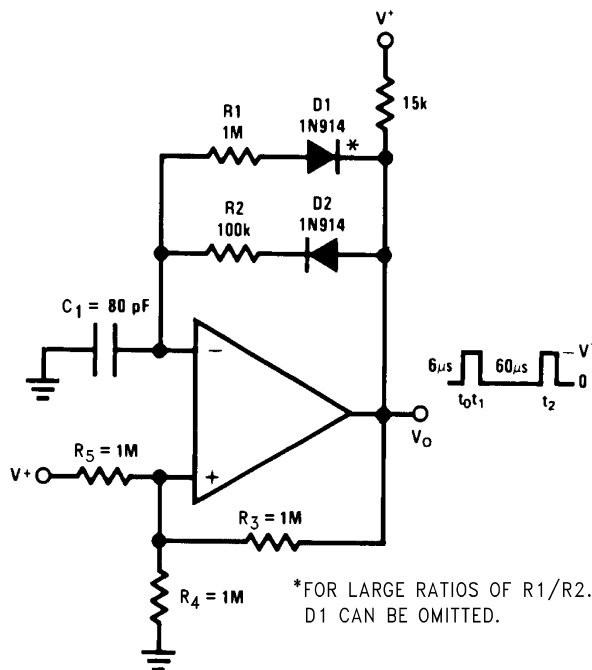 V⁺
15k
R1
1M
D1
1N914
*
R2
100k
D2
1N914
C₁ = 80 pF
−
+
6μs
60μs
V
0
t₀t₁
t₂
V₀
V+
R₅ = 1M
R₃ = 1M
R₄ = 1M
*FOR LARGE RATIOS OF R1/R2.
D1 CAN BE OMITTED.